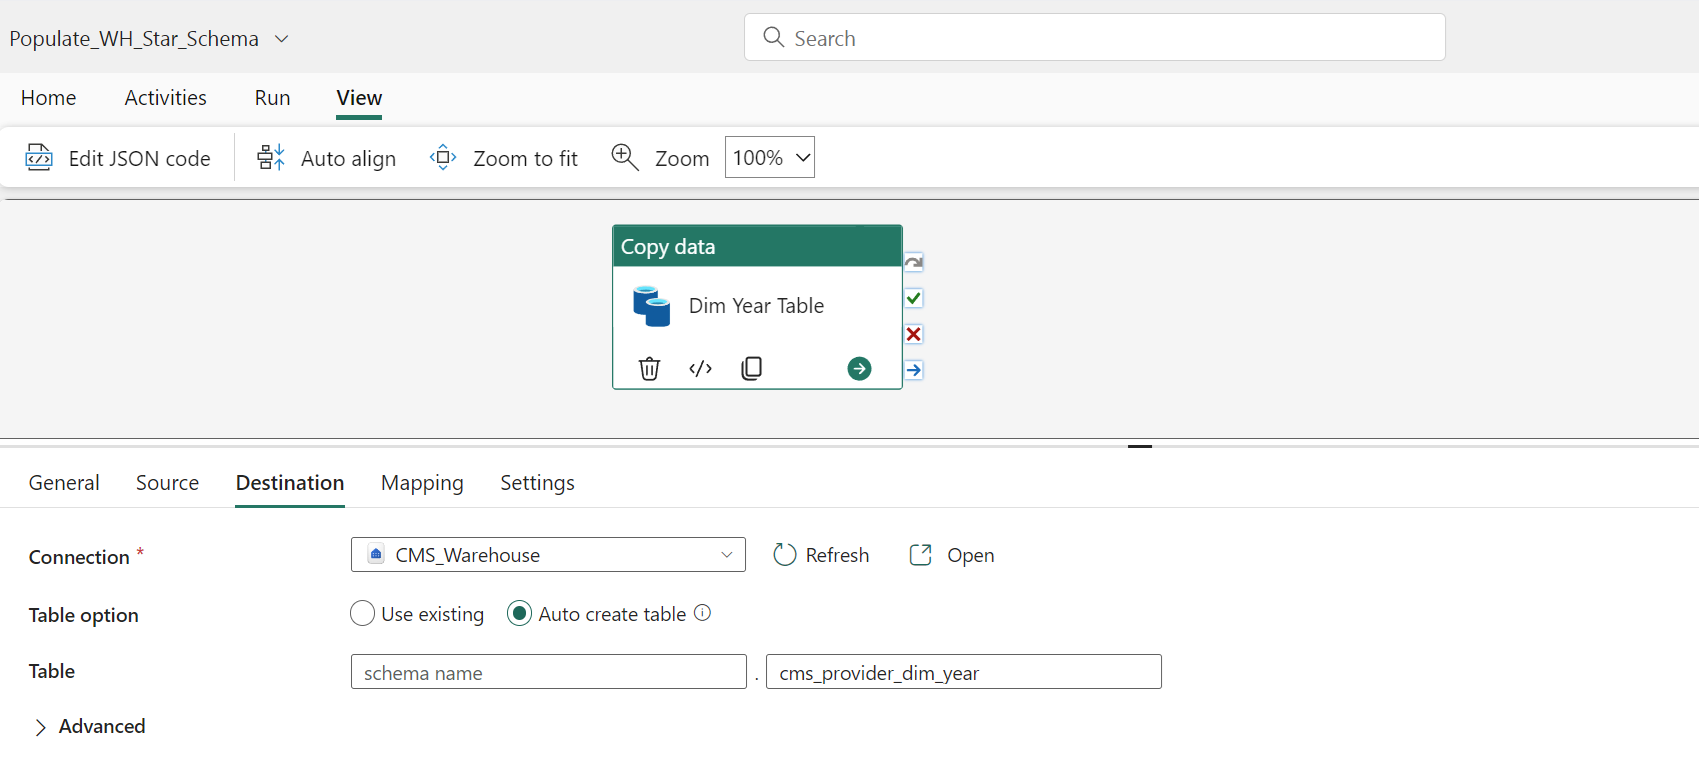 Populate_WH_Star_Schema
Search
Home Activities Run View
Edit JSON code Auto align Zoom to fit Zoom 100%
Copy data
Dim Year Table
General Source Destination Mapping Settings
Connection * CMS_Warehouse Refresh Open
Table option Use existing Auto create table
Table schema name . cms_provider_dim_year
Advanced